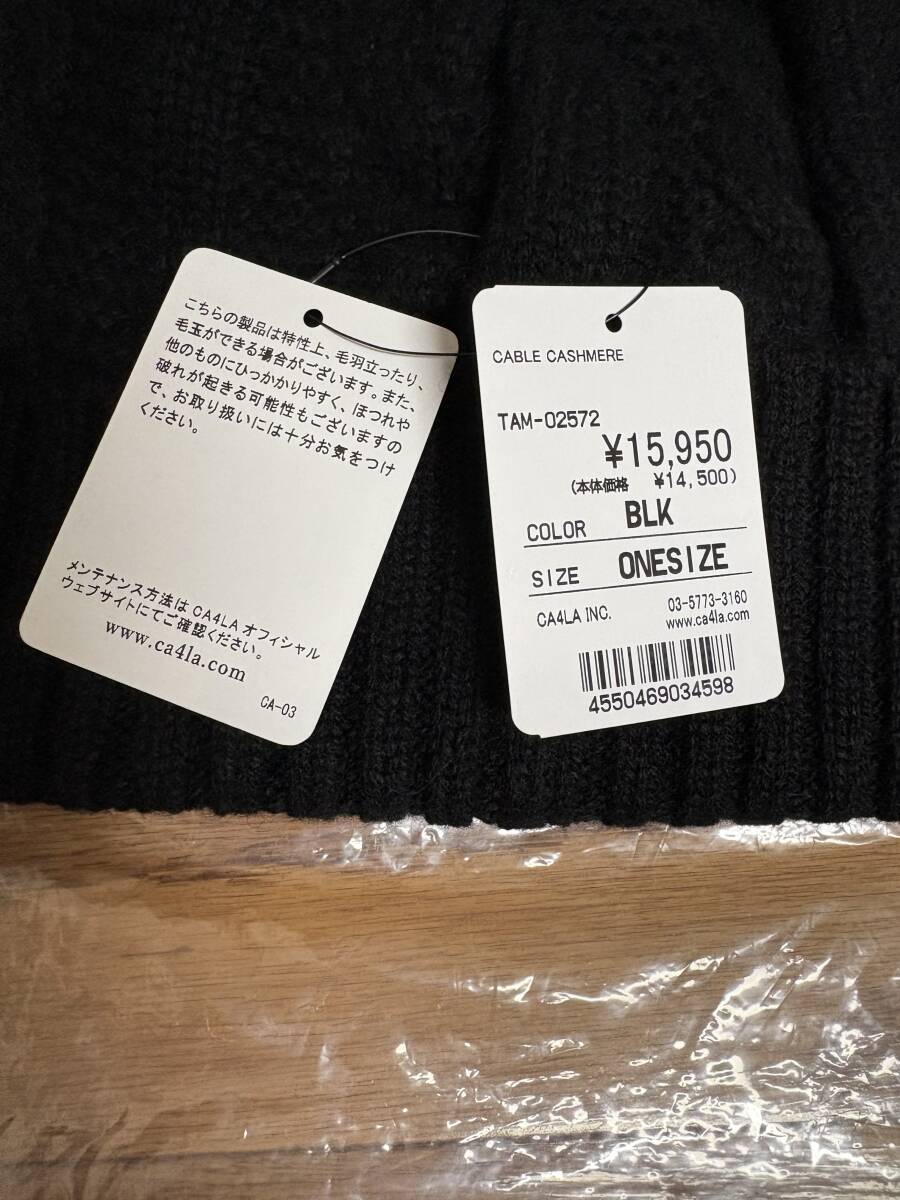 こちらの製品は特性上、毛羽立ったり、
毛玉ができる場合がございます。また、
他のものにひっかかりやすく、ほつれや
破れが起きる可能性もございますの
で、お取り扱いには十分お気をつけ
ください。
メンテナンス方法はCA4LAオフィシャル
ウェブサイトにてご確認ください。
www.ca4la.com
CA-03
CABLE CASHMERE
TAM-02572
¥15,950
(本体価格 ¥14,500)
COLOR BLK
SIZE ONESIZE
CA4LA INC. 03-5773-3160
www.ca4la.com
4550469034598